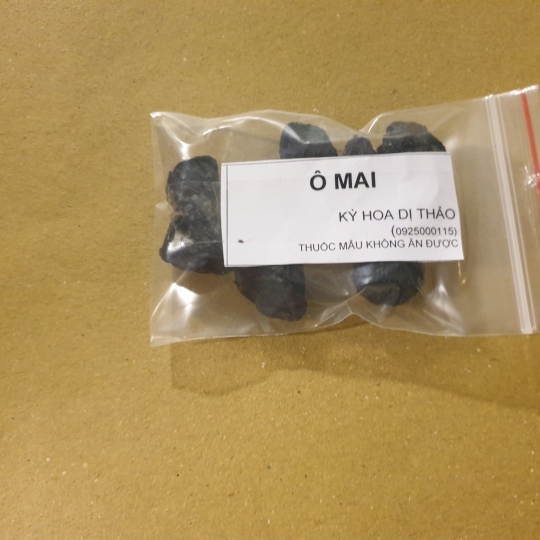 Ô MAI
KỲ HOA DỊ THẢO
(0925000115)
THUỐC MẪU KHÔNG ĂN ĐƯỢC